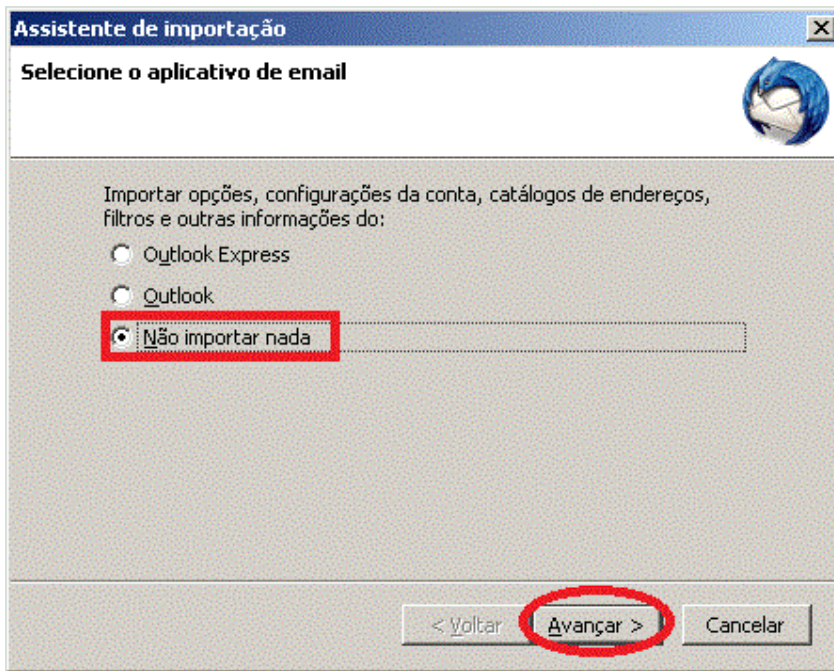 Assistente de importação
Selecione o aplicativo de email
Importar opções, configurações da conta, catálogos de endereços,
filtros e outras informações do:
Outlook Express
Outlook
Não importar nada
< Voltar Avançar > Cancelar